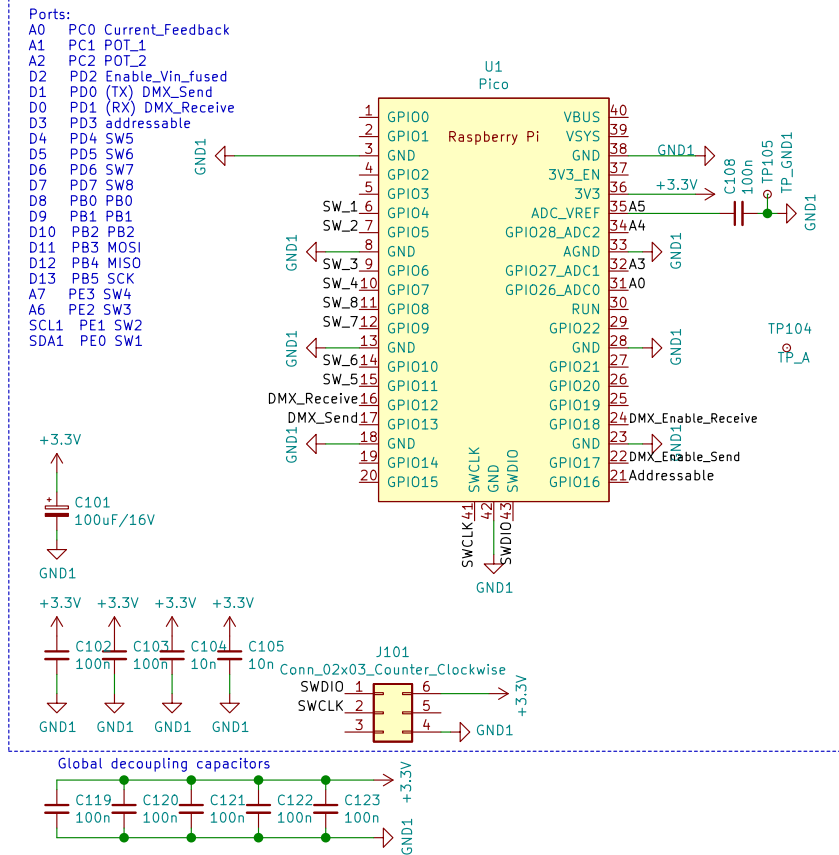 Ports:
A0 PC0 Current_Feedback
A1 PC1 POT_1
A2 PC2 POT_2
D2 PD2 Enable_Vin_fused
D1 PD0 (TX) DMX_Send
D0 PD1 (RX) DMX_Receive
D3 PD3 addressable
D4 PD4 SW5
D5 PD5 SW6
D6 PD6 SW7
D7 PD7 SW8
D8 PB0 PB0
D9 PB1 PB1
D10 PB2 PB2
D11 PB3 MOSI
D12 PB4 MISO
D13 PB5 SCK
A7 PE3 SW4
A6 PE2 SW3
SCL1 PE1 SW2
SDA1 PE0 SW1
U1
Pico
Raspberry Pi
1 GPIO0
2 GPIO1
GND1 3 GND
4 GPIO2
5 GPIO3
SW_1 6 GPIO4
SW_2 7 GPIO5
GND1 8 GND
SW_3 9 GPIO6
SW_4 10 GPIO7
SW_8 11 GPIO8
SW_7 12 GPIO9
GND1 13 GND
SW_6 14 GPIO10
SW_5 15 GPIO11
DMX_Receive 16 GPIO12
DMX_Send 17 GPIO13
GND1 18 GND
19 GPIO14
20 GPIO15
VBUS 40
VSYS 39
GND 38 GND1
3V3_EN 37
3V3 36 +3.3V
ADC_VREF 35 A5
GPIO28_ADC2 34 A4
AGND 33 GND1
GPIO27_ADC1 32 A3
GPIO26_ADC0 31 A0
RUN 30
GPIO22 29
GND 28 GND1
GPIO21 27
GPIO20 26
GPIO19 25
GPIO18 24 DMX_Enable_Receive
GND 23 GND1
GPIO17 22 DMX_Enable_Send
GPIO16 21 Addressable
SWCLK 41 SWCLK
GND 42 GND1
SWDIO 43 SWDIO
C108
100n
TP105
TP_GND1
GND1
TP104
TP_A
+3.3V
C101
100uF/16V
GND1
+3.3V +3.3V +3.3V +3.3V
C102 C103 C104 C105
100n 100n 10n 10n
GND1 GND1 GND1 GND1
J101
Conn_02x03_Counter_Clockwise
SWDIO 1 6 +3.3V
SWCLK 2 5
3 4 GND1
Global decoupling capacitors
+3.3V
C119 C120 C121 C122 C123
100n 100n 100n 100n 100n
GND1